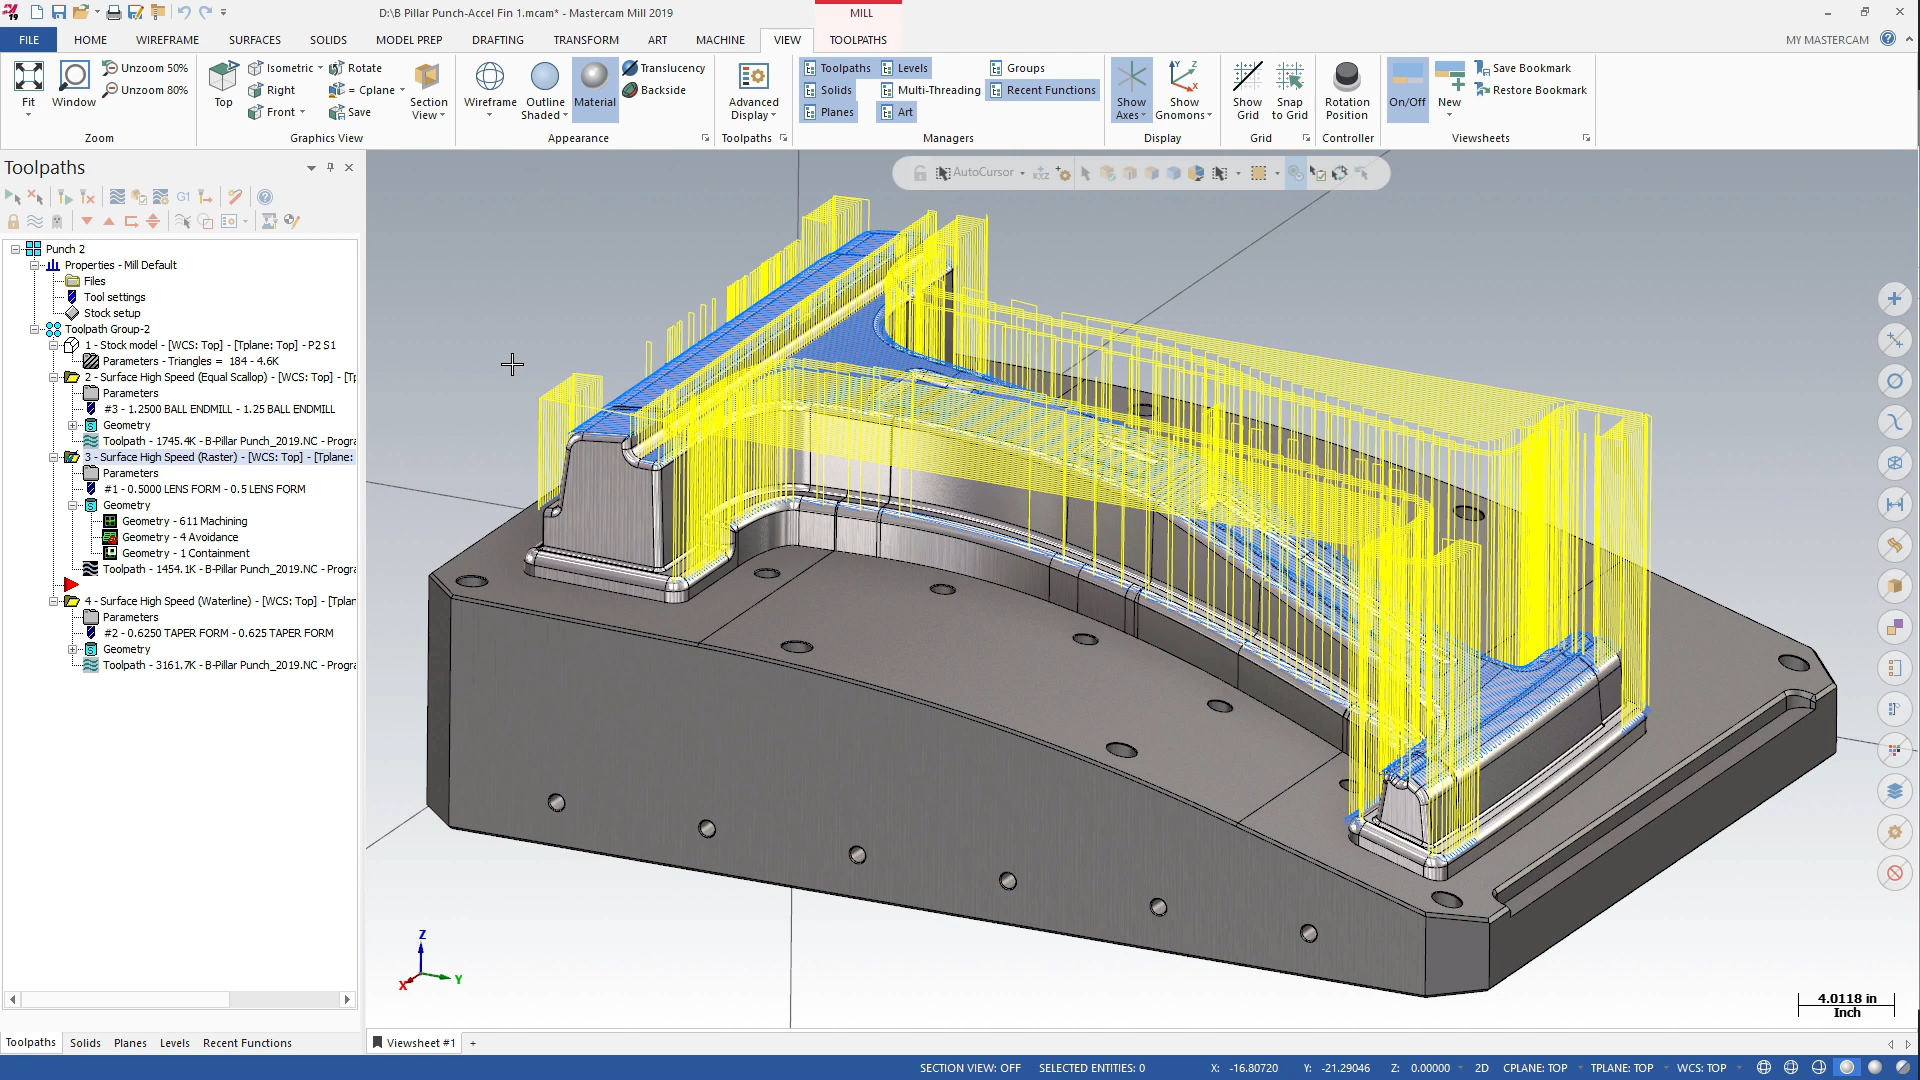 D:\B Pillar Punch-Accel Fin 1.mcam* - Mastercam Mill 2019
MILL
FILE
HOME
WIREFRAME
SURFACES
SOLIDS
MODEL PREP
DRAFTING
TRANSFORM
ART
MACHINE
VIEW
TOOLPATHS
MY MASTERCAM
Fit
Window
Unzoom 50%
Unzoom 80%
Zoom
Top
Isometric
Right
Front
Rotate
= Cplane
Save
Section
View
Graphics View
Wireframe
Outline
Shaded
Material
Translucency
Backside
Appearance
Advanced
Display
Toolpaths
Toolpaths
Solids
Planes
Levels
Multi-Threading
Art
Groups
Recent Functions
Managers
Show
Axes
Show
Gnomons
Display
Show
Grid
Snap
to Grid
Grid
Rotation
Position
Controller
On/Off
New
Save Bookmark
Restore Bookmark
Viewsheets
Toolpaths
G1
AutoCursor
XYZ
Punch 2
Properties - Mill Default
Files
Tool settings
Stock setup
Toolpath Group-2
1 - Stock model - [WCS: Top] - [Tplane: Top] - P2 S1
Parameters - Triangles = 184 - 4.6K
2 - Surface High Speed (Equal Scallop) - [WCS: Top] - [Tp
Parameters
#3 - 1.2500 BALL ENDMILL - 1.25 BALL ENDMILL
Geometry
Toolpath - 1745.4K - B-Pillar Punch_2019.NC - Progra
3 - Surface High Speed (Raster) - [WCS: Top] - [Tplane:
Parameters
#1 - 0.5000 LENS FORM - 0.5 LENS FORM
Geometry
Geometry - 611 Machining
Geometry - 4 Avoidance
Geometry - 1 Containment
Toolpath - 1454.1K - B-Pillar Punch_2019.NC - Progra
4 - Surface High Speed (Waterline) - [WCS: Top] - [Tplan
Parameters
#2 - 0.6250 TAPER FORM - 0.625 TAPER FORM
Geometry
Toolpath - 3161.7K - B-Pillar Punch_2019.NC - Progra
Z
Y
X
4.0118 in
Inch
Toolpaths
Solids
Planes
Levels
Recent Functions
Viewsheet #1
+
SECTION VIEW: OFF
SELECTED ENTITIES: 0
X: -16.80720
Y: -21.29046
Z: 0.00000
2D
CPLANE: TOP
TPLANE: TOP
WCS: TOP